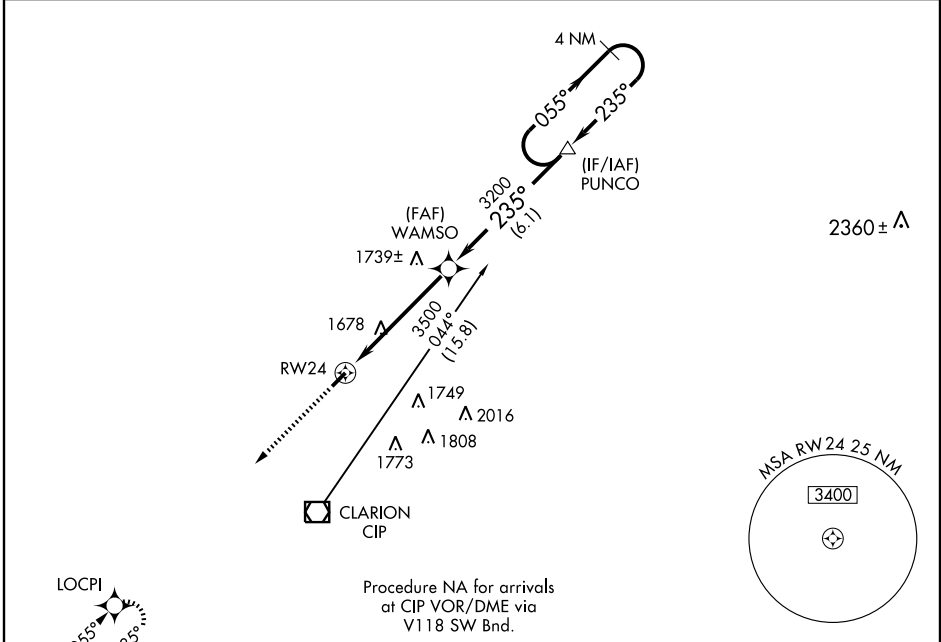 4 NM
055°
235°
(IF/IAF)
PUNCO
3200
235°
(6.1)
(FAF)
WAMSO
2360±
1739±
1678
3500
044°
(15.8)
RW24
1749
2016
1808
1773
MSA RW24 25 NM
3400
CLARION
CIP
LOCPI
Procedure NA for arrivals
at CIP VOR/DME via
V118 SW Bnd.